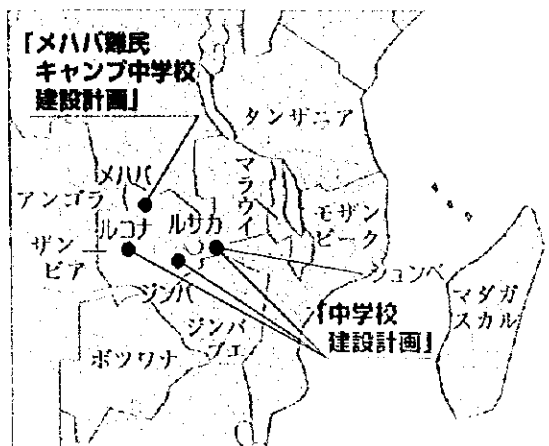 「メハバ難民
キャンプ中学校
建設計画」
タンザニア
メハバ
マラウイ
アンゴラ
ルコナ
ルサカ
モザン
ビーク
ザン
ビア
シュンベ
ジンバ
マダガ
スカル
「中学校
建設計画」
ジンバ
ブエ
ボツワナ